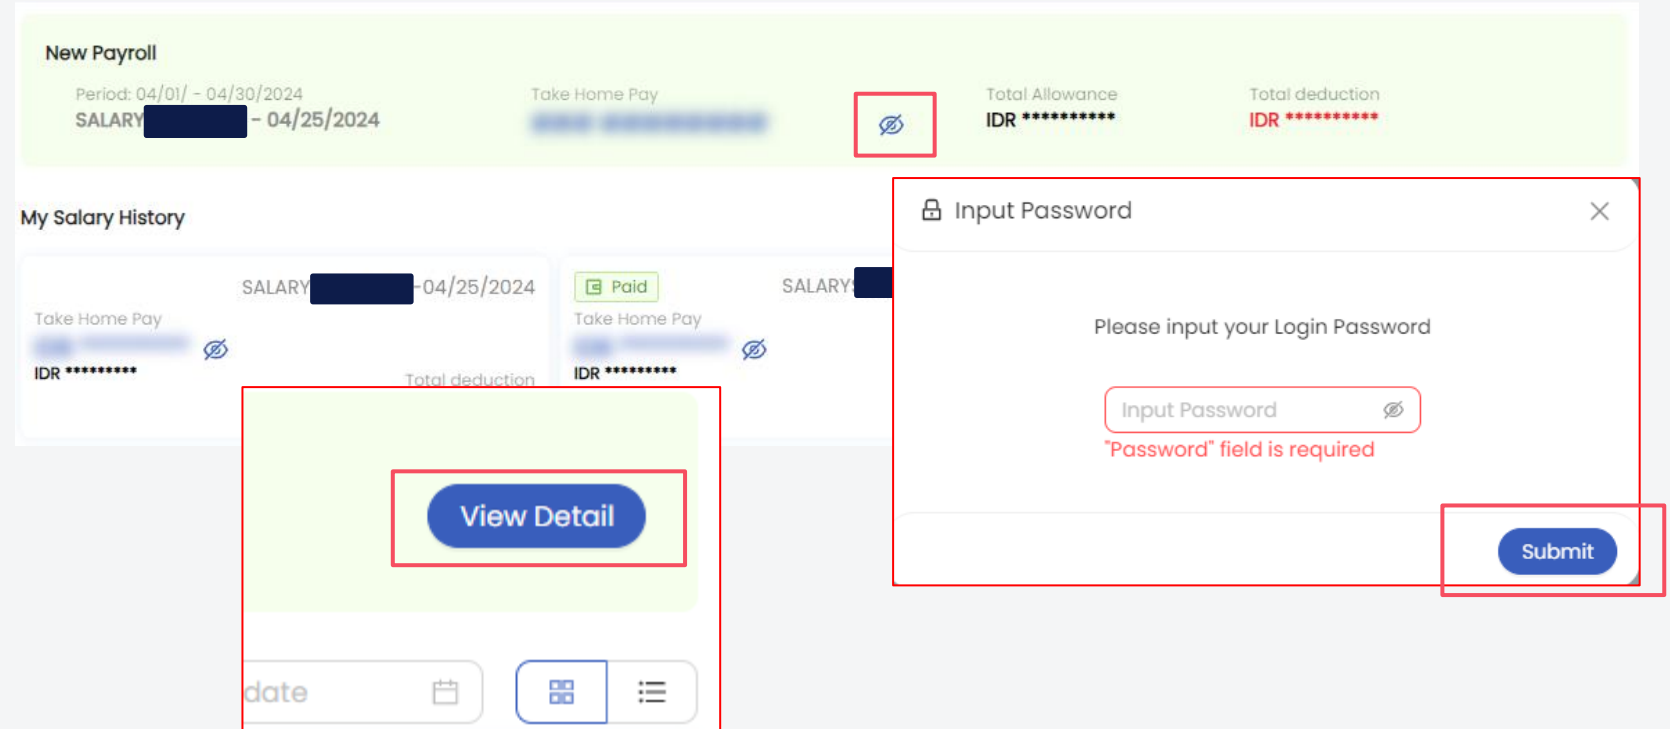 New Payroll
Period: 04/01/ - 04/30/2024
SALARY - 04/25/2024
Take Home Pay
Total Allowance
IDR **********
Total deduction
IDR **********
My Salary History
SALARY -04/25/2024
Take Home Pay
IDR *********
Total deduction
Paid
SALARY
Take Home Pay
IDR *********
Input Password
Please input your Login Password
Input Password
"Password" field is required
Submit
View Detail
date